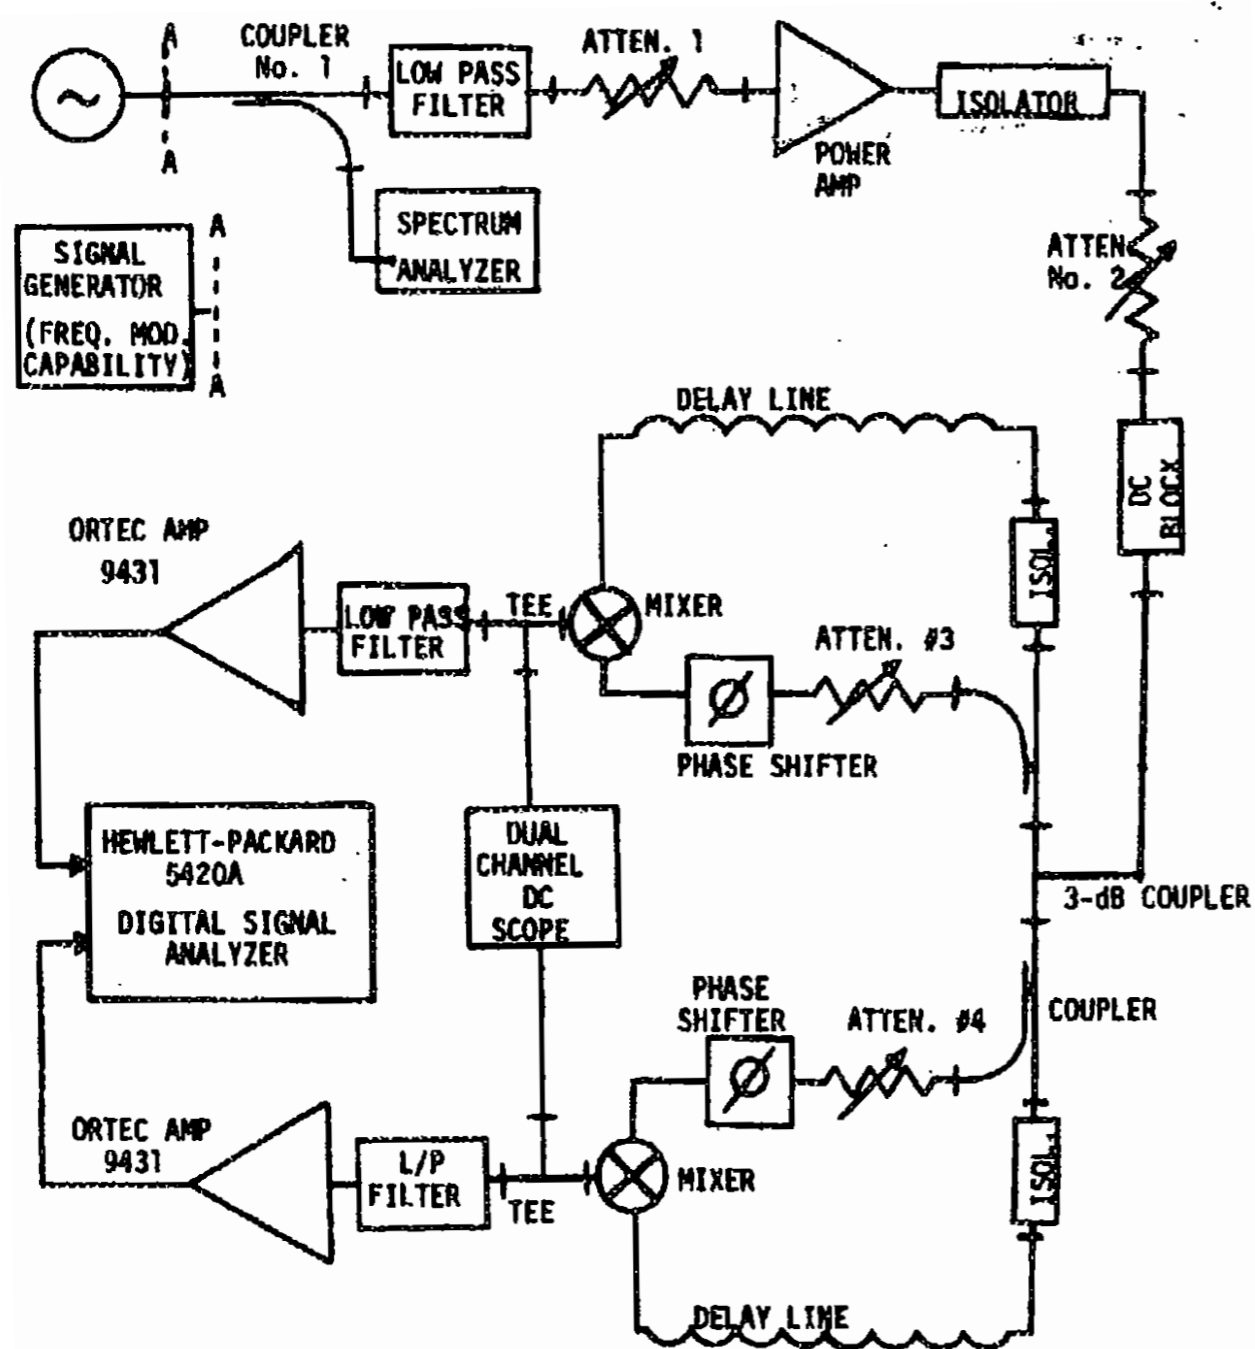 A
COUPLER
No. 1
A
LOW PASS
FILTER
ATTEN. 1
POWER
AMP
ISOLATOR
SPECTRUM
ANALYZER
A
SIGNAL
GENERATOR
(FREQ. MOD.
CAPABILITY)
A
ATTEN
No. 2
DC
BLOCK
DELAY LINE
ISOL.
ORTEC AMP
9431
LOW PASS
FILTER
TEE
MIXER
ATTEN. #3
Ø
PHASE SHIFTER
HEWLETT-PACKARD
5420A
DIGITAL SIGNAL
ANALYZER
DUAL
CHANNEL
DC
SCOPE
3-dB COUPLER
PHASE
SHIFTER
Ø
ATTEN. #4
COUPLER
ORTEC AMP
9431
L/P
FILTER
TEE
MIXER
ISOL.
DELAY LINE